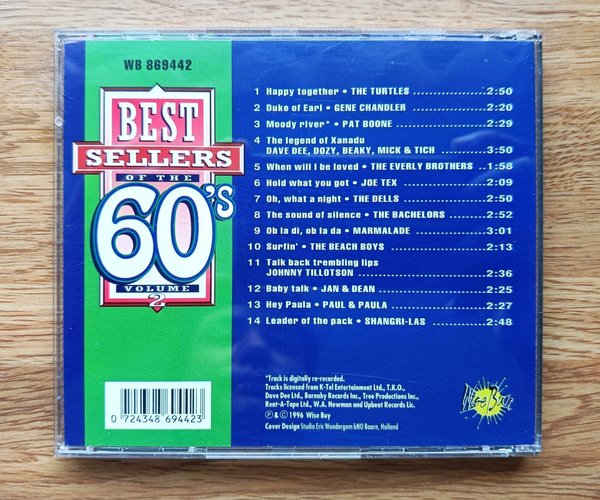 WB 869442
BEST
SELLERS
OF THE
60's
VOLUME
2
1 Happy together • THE TURTLES 2:50
2 Duke of Earl • GENE CHANDLER 2:20
3 Moody river* • PAT BOONE 2:29
4 The legend of Xanadu
DAVE DEE, DOZY, BEAKY, MICK & TICH 3:50
5 When will I be loved • THE EVERLY BROTHERS 1:58
6 Hold what you got • JOE TEX 2:09
7 Oh, what a night • THE DELLS 2:50
8 The sound of silence • THE BACHELORS 2:52
9 Ob la di, ob la da • MARMALADE 3:01
10 Surfin' • THE BEACH BOYS 2:13
11 Talk back trembling lips
JOHNNY TILLOTSON 2:36
12 Baby talk • JAN & DEAN 2:25
13 Hey Paula • PAUL & PAULA 2:27
14 Leader of the pack • SHANGRI-LAS 2:48
*Track is digitally re-recorded.
Tracks licensed from K-Tel Entertainment Ltd., T.K.O.,
Dave Dee Ltd., Barnaby Records Inc., Tree Productions Inc.,
Rent-A-Tape Ltd., W.A. Newman and Upbeat Records Lic.
Ⓟ & © 1996 Wise Buy
Cover Design Studio Eric Wondergem bNO Baarn, Holland
Wise Buy
0 724348 694423